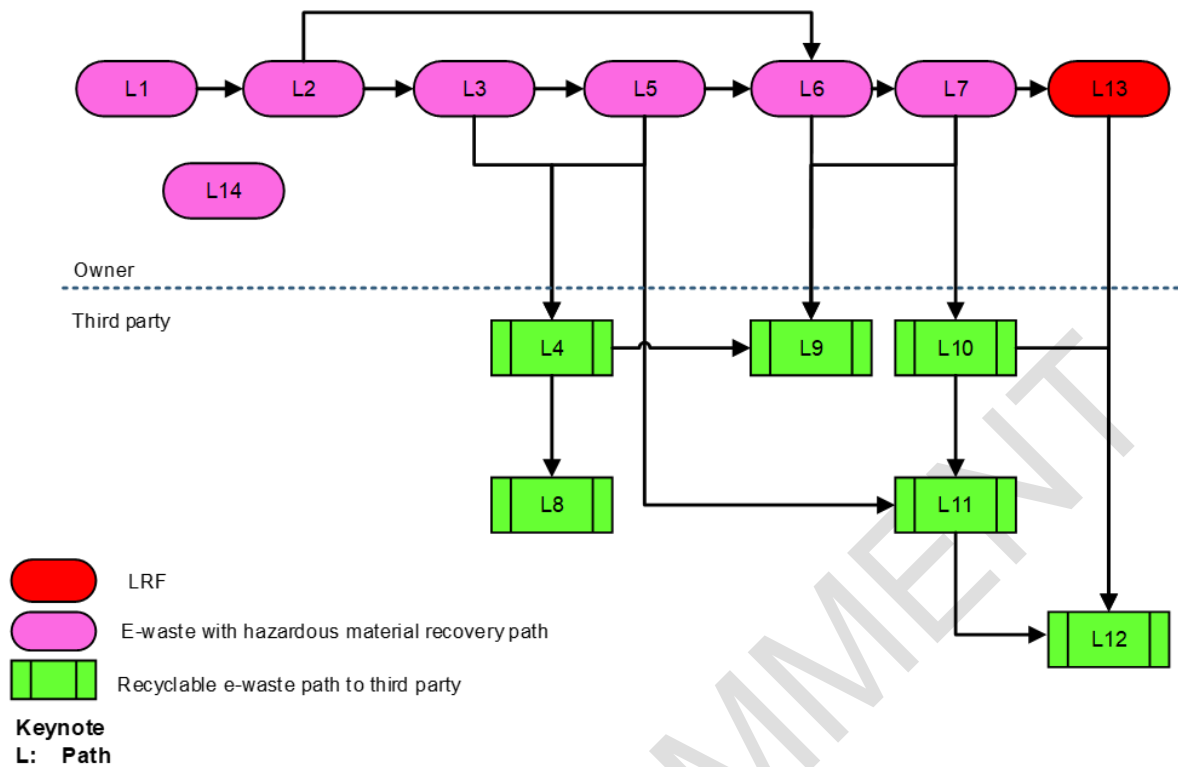 L1
L2
L3
L5
L6
L7
L13
L14
Owner
Third party
L4
L9
L10
L8
L11
L12
LRF
E-waste with hazardous material recovery path
Recyclable e-waste path to third party
Keynote
L: Path
MMENT